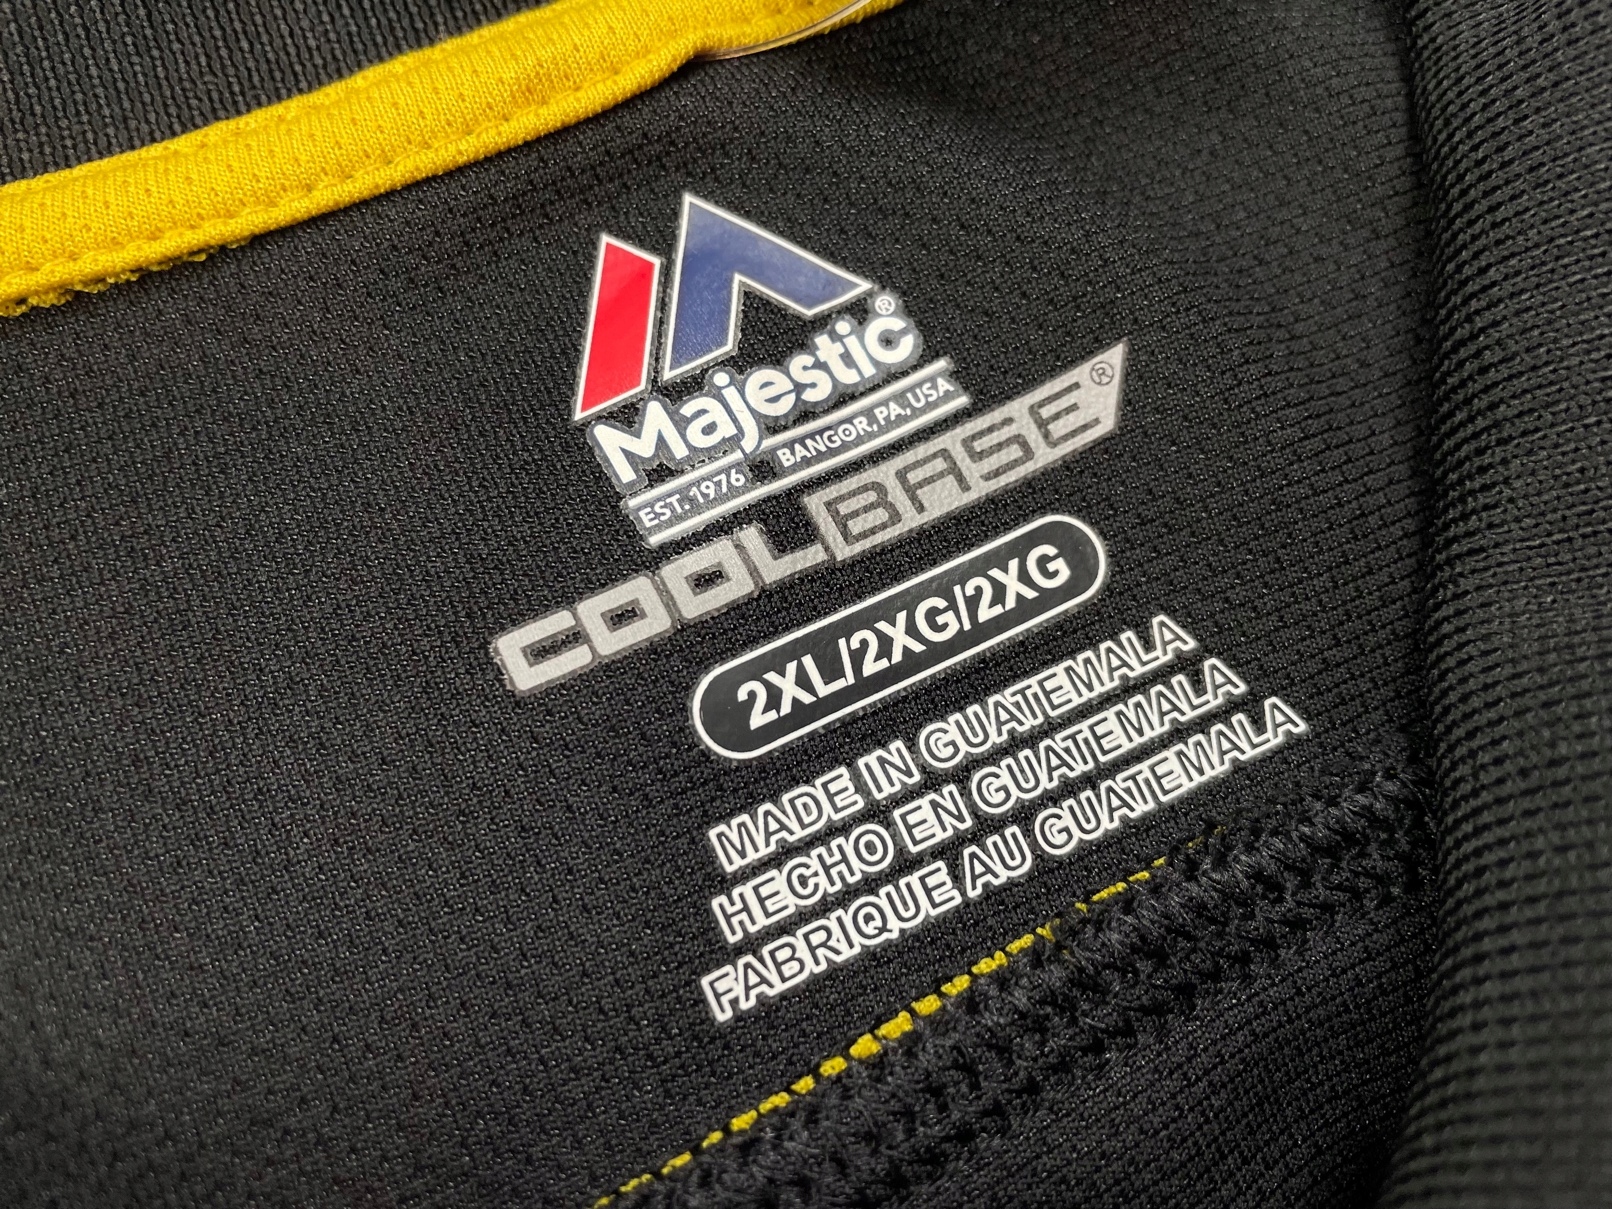 Majestic®
EST. 1976 BANGOR, PA, USA
COOLBASE®
2XL/2XG/2XG
MADE IN GUATEMALA
HECHO EN GUATEMALA
FABRIQUE AU GUATEMALA